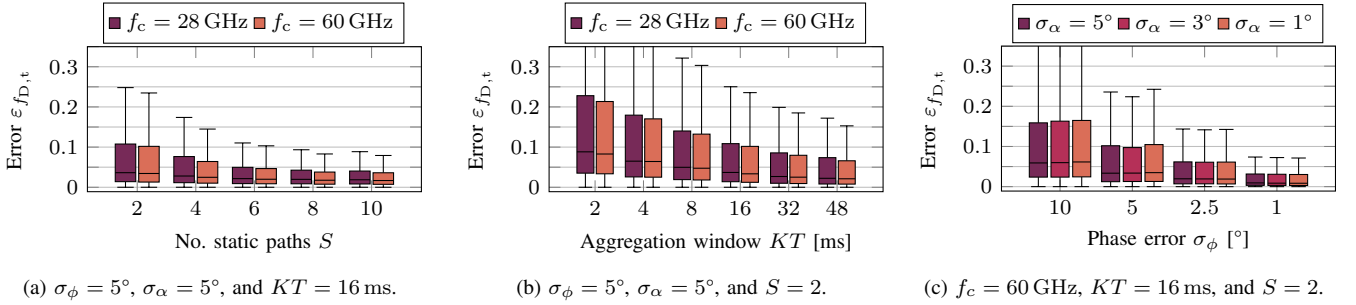 f_c = 28 GHz f_c = 60 GHz
0.3
0.2
0.1
0
Error ε_{f_{D,t}}
2 4 6 8 10
No. static paths S
(a) σ_ϕ = 5°, σ_α = 5°, and KT = 16 ms.
f_c = 28 GHz f_c = 60 GHz
0.3
0.2
0.1
0
Error ε_{f_{D,t}}
2 4 8 16 32 48
Aggregation window KT [ms]
(b) σ_ϕ = 5°, σ_α = 5°, and S = 2.
σ_α = 5° σ_α = 3° σ_α = 1°
0.3
0.2
0.1
0
Error ε_{f_{D,t}}
10 5 2.5 1
Phase error σ_ϕ [°]
(c) f_c = 60 GHz, KT = 16 ms, and S = 2.